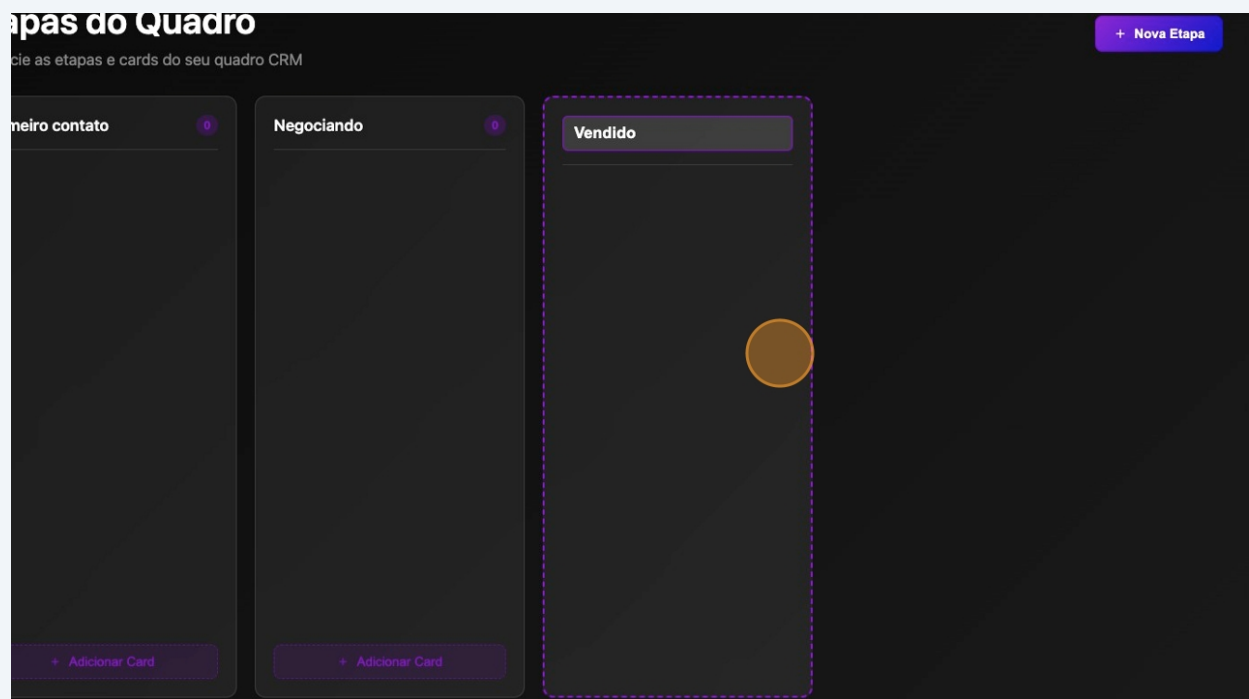 apas do Quadro
+ Nova Etapa
cie as etapas e cards do seu quadro CRM
meiro contato 0
Negociando 0
Vendido
+ Adicionar Card
+ Adicionar Card